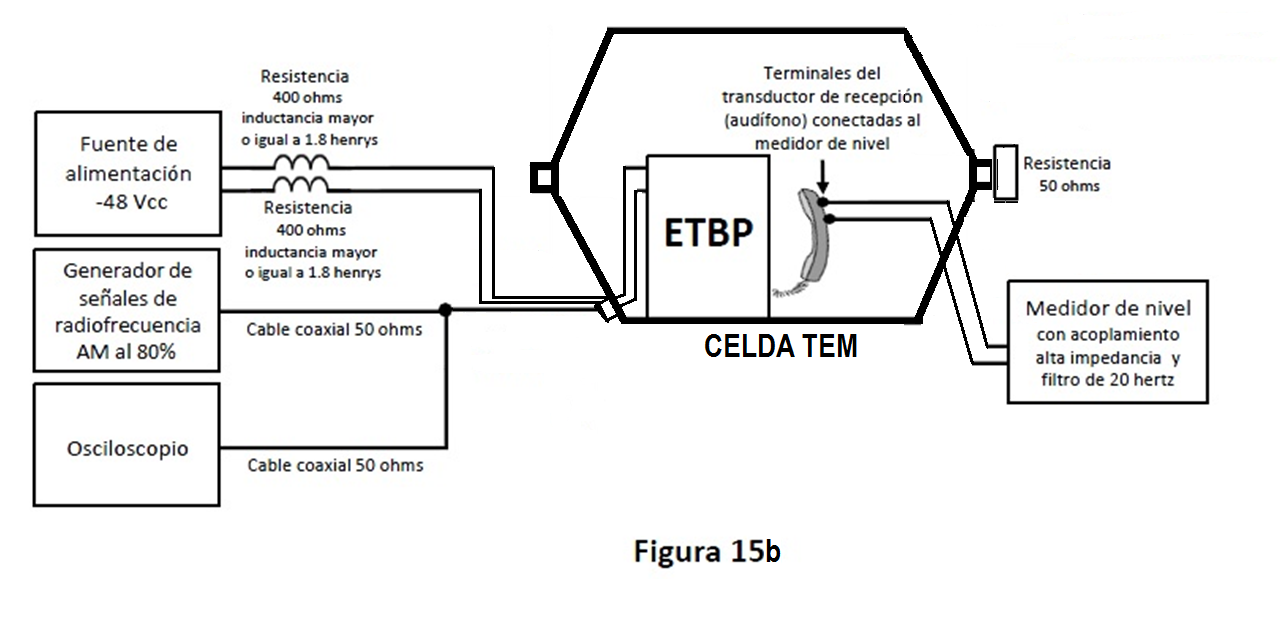 Resistencia
400 ohms
inductancia mayor
o igual a 1.8 henrys
Fuente de
alimentación
-48 Vcc
Resistencia
400 ohms
inductancia mayor
o igual a 1.8 henrys
Generador de
señales de
radiofrecuencia
AM al 80%
Cable coaxial 50 ohms
Osciloscopio
Cable coaxial 50 ohms
Terminales del
transductor de recepción
(audífono) conectadas al
medidor de nivel
ETBP
CELDA TEM
Resistencia
50 ohms
Medidor de nivel
con acoplamiento
alta impedancia y
filtro de 20 hertz
Figura 15b